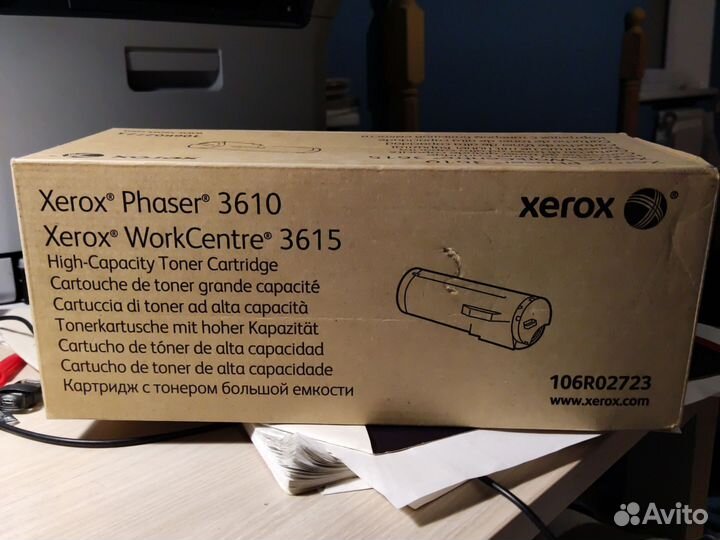 Xerox® Phaser® 3610
Xerox® WorkCentre® 3615
High-Capacity Toner Cartridge
Cartouche de toner grande capacité
Cartuccia di toner ad alta capacità
Tonerkartusche mit hoher Kapazität
Cartucho de tóner de alta capacidad
Cartucho de toner de alta capacidade
Картридж с тонером большой емкости
xerox®
106R02723
www.xerox.com
Avito